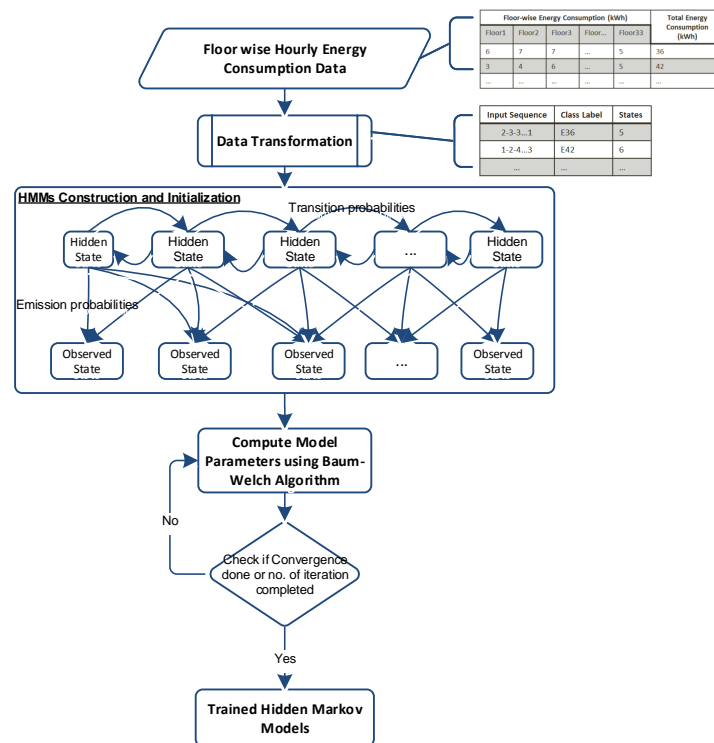 Floor wise Hourly Energy
Consumption Data
Floor-wise Energy Consumption (kWh)
Total Energy
Consumption
(kWh)
Floor1 Floor2 Floor3 Floor... Floor33
6 7 7 ... 5 36
3 4 6 ... 5 42
... ... ... ... ... ...
Data Transformation
Input Sequence Class Label States
2-3-3...1 E36 5
1-2-4...3 E42 6
... ... ...
HMMs Construction and Initialization
Transition probabilities
Hidden
State
Hidden
State
Hidden
State
...
Hidden
State
Emission probabilities
Observed
State
Observed
State
Observed
State
...
Observed
State
Compute Model
Parameters using Baum-
Welch Algorithm
No
Check if Convergence
done or no. of iteration
completed
Yes
Trained Hidden Markov
Models